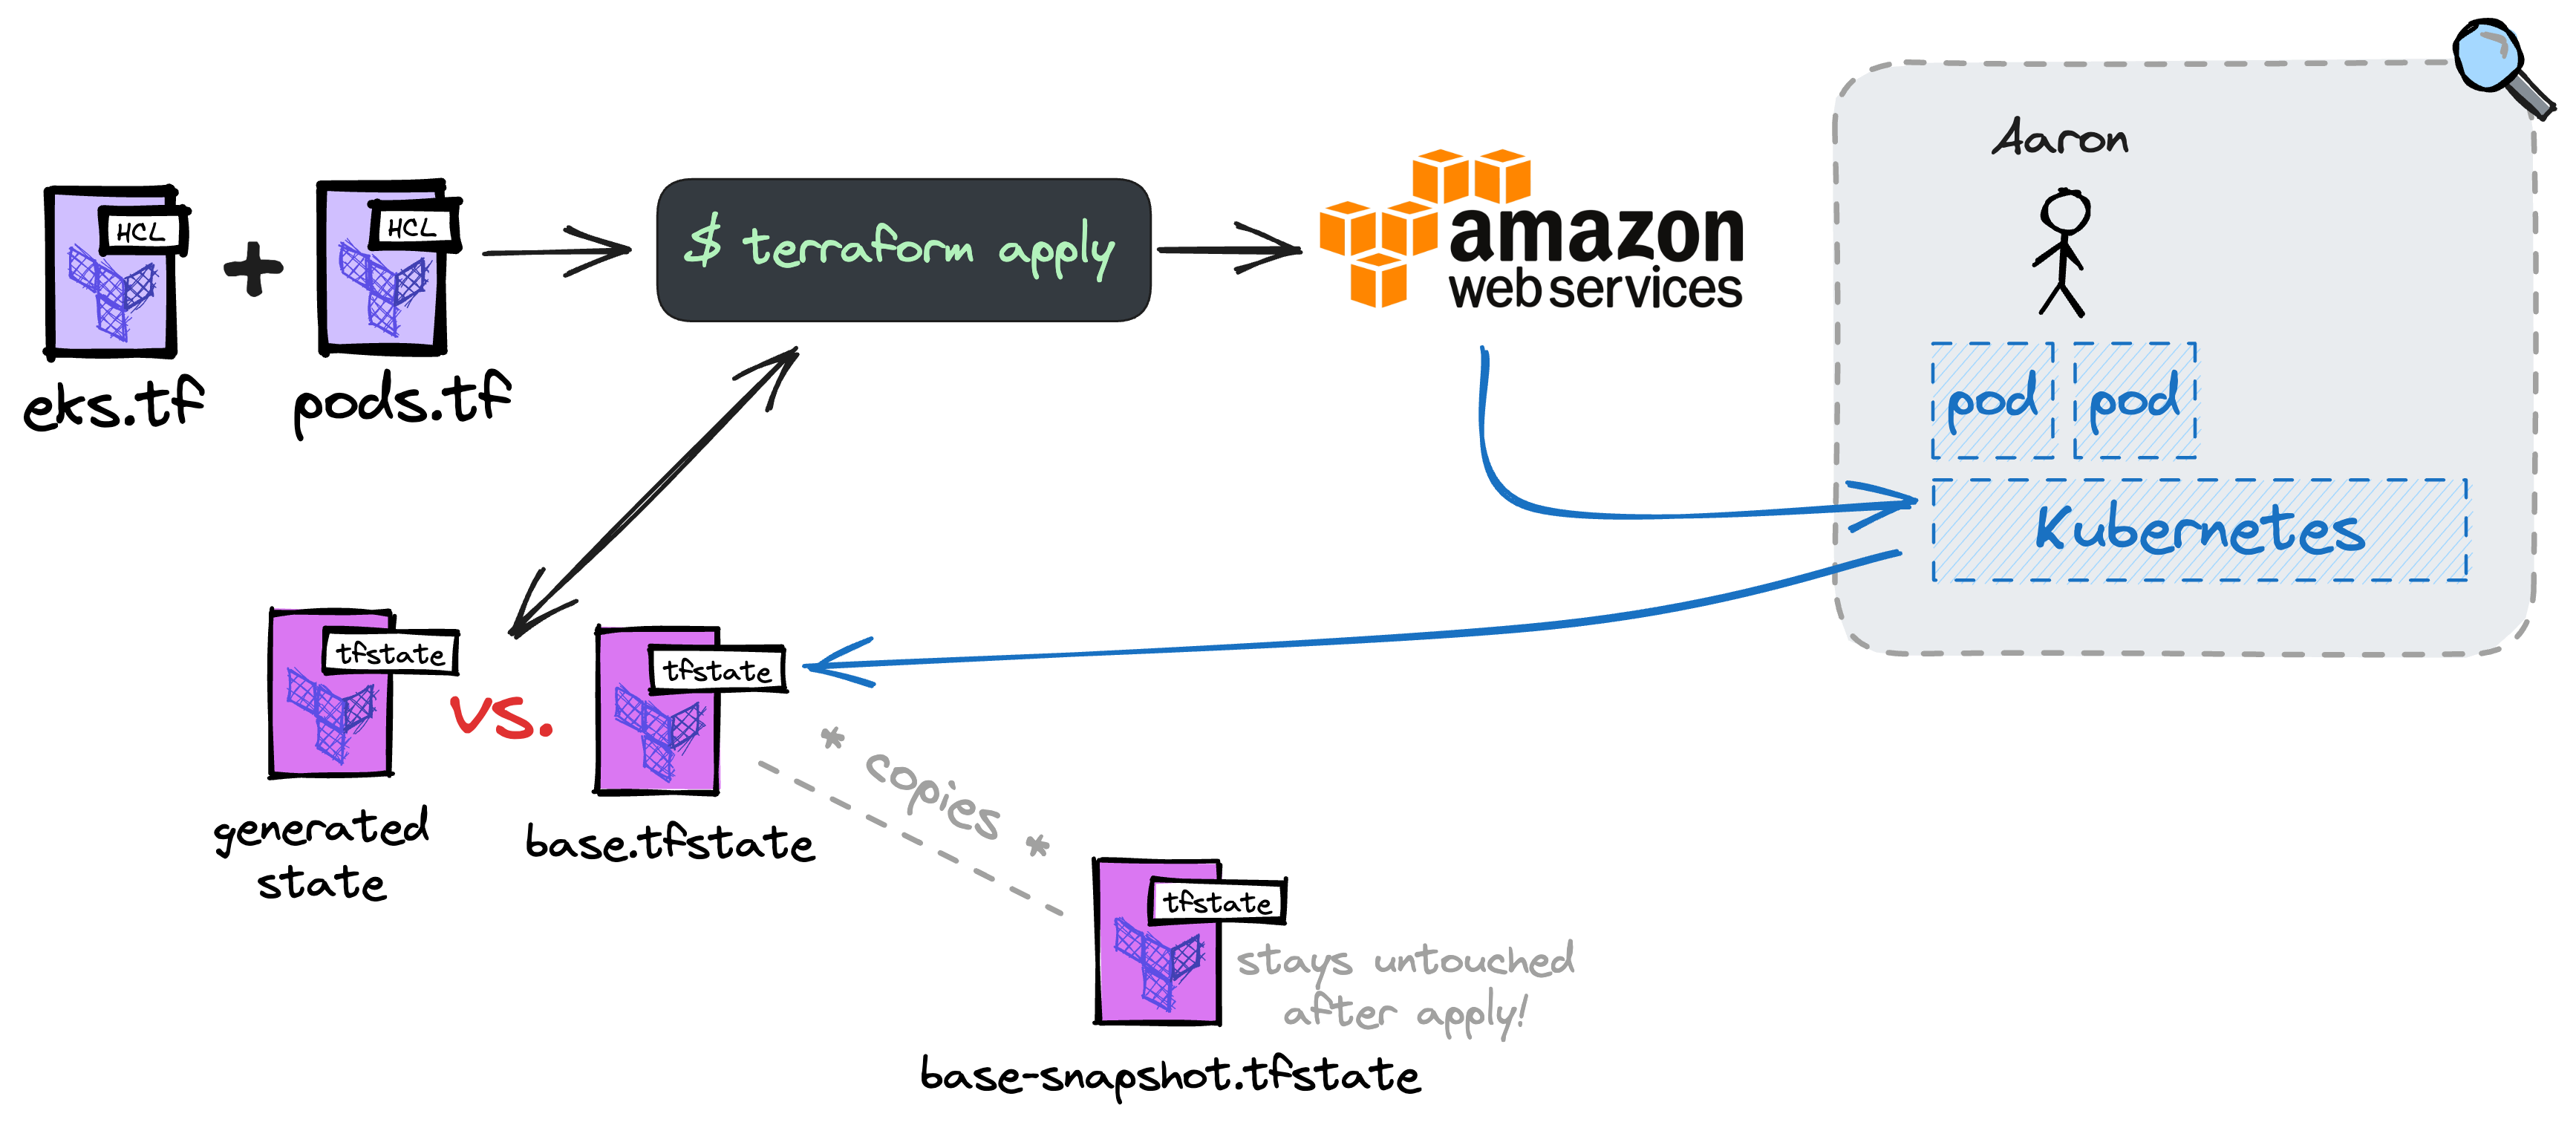 HCL
eks.tf
+
HCL
pods.tf
$ terraform apply
amazon
web services
Aaron
pod
pod
Kubernetes
tfstate
generated
state
vs.
tfstate
base.tfstate
* copies *
tfstate
stays untouched
after apply!
base-snapshot.tfstate